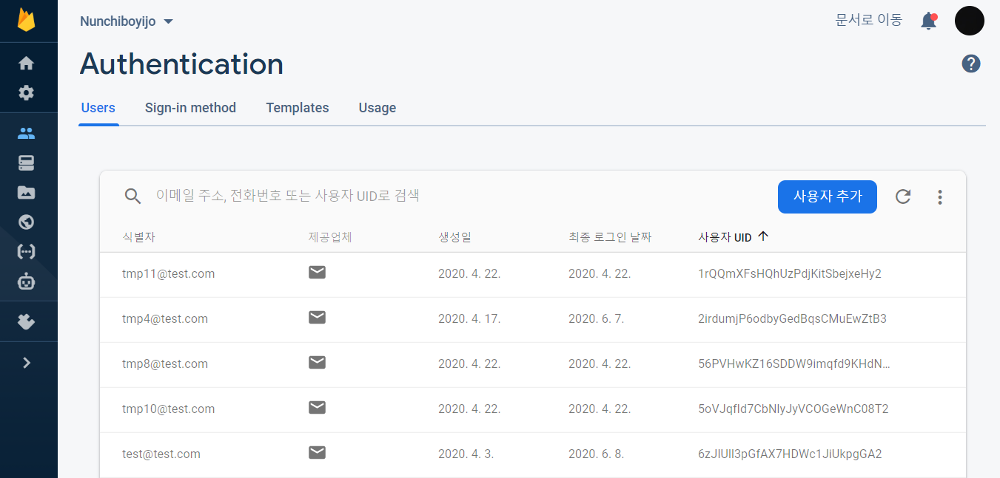 Nunchiboyijo
문서로 이동
Authentication
Users Sign-in method Templates Usage
이메일 주소, 전화번호 또는 사용자 UID로 검색
사용자 추가
식별자 제공업체 생성일 최종 로그인 날짜 사용자 UID
tmp11@test.com 2020. 4. 22. 2020. 4. 22. 1rQQmXFsHQhUzPdjKitSbejxeHy2
tmp4@test.com 2020. 4. 17. 2020. 6. 7. 2irdumjP6odbyGedBqsCMuEwZtB3
tmp8@test.com 2020. 4. 22. 2020. 4. 22. 56PVHwKZ16SDDW9imqfd9KHdN...
tmp10@test.com 2020. 4. 22. 2020. 4. 22.
test@test.com 2020. 4. 3. 2020. 6. 8.